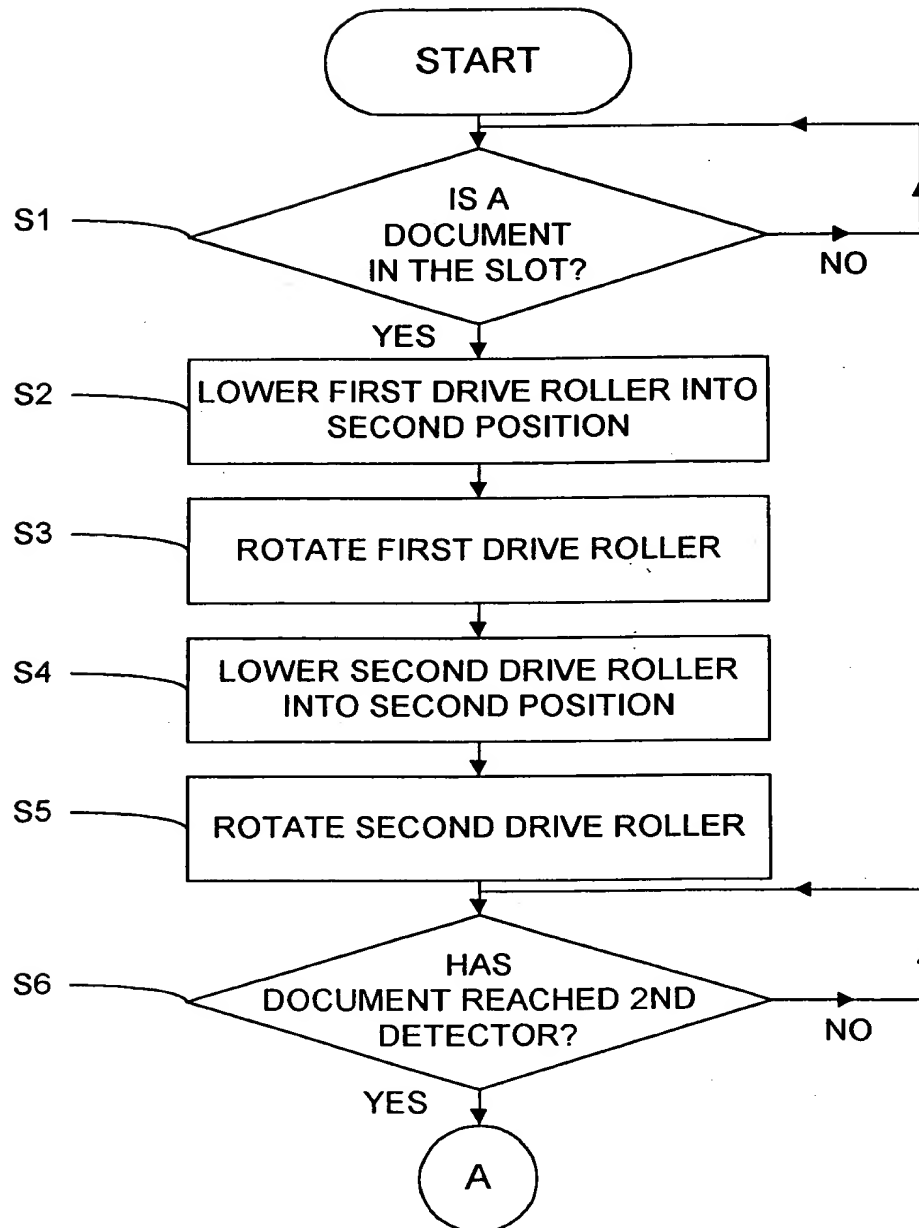 START
S1
IS A
DOCUMENT
IN THE SLOT?
NO
YES
S2
LOWER FIRST DRIVE ROLLER INTO
SECOND POSITION
S3
ROTATE FIRST DRIVE ROLLER
S4
LOWER SECOND DRIVE ROLLER
INTO SECOND POSITION
S5
ROTATE SECOND DRIVE ROLLER
S6
HAS
DOCUMENT REACHED 2ND
DETECTOR?
NO
YES
A